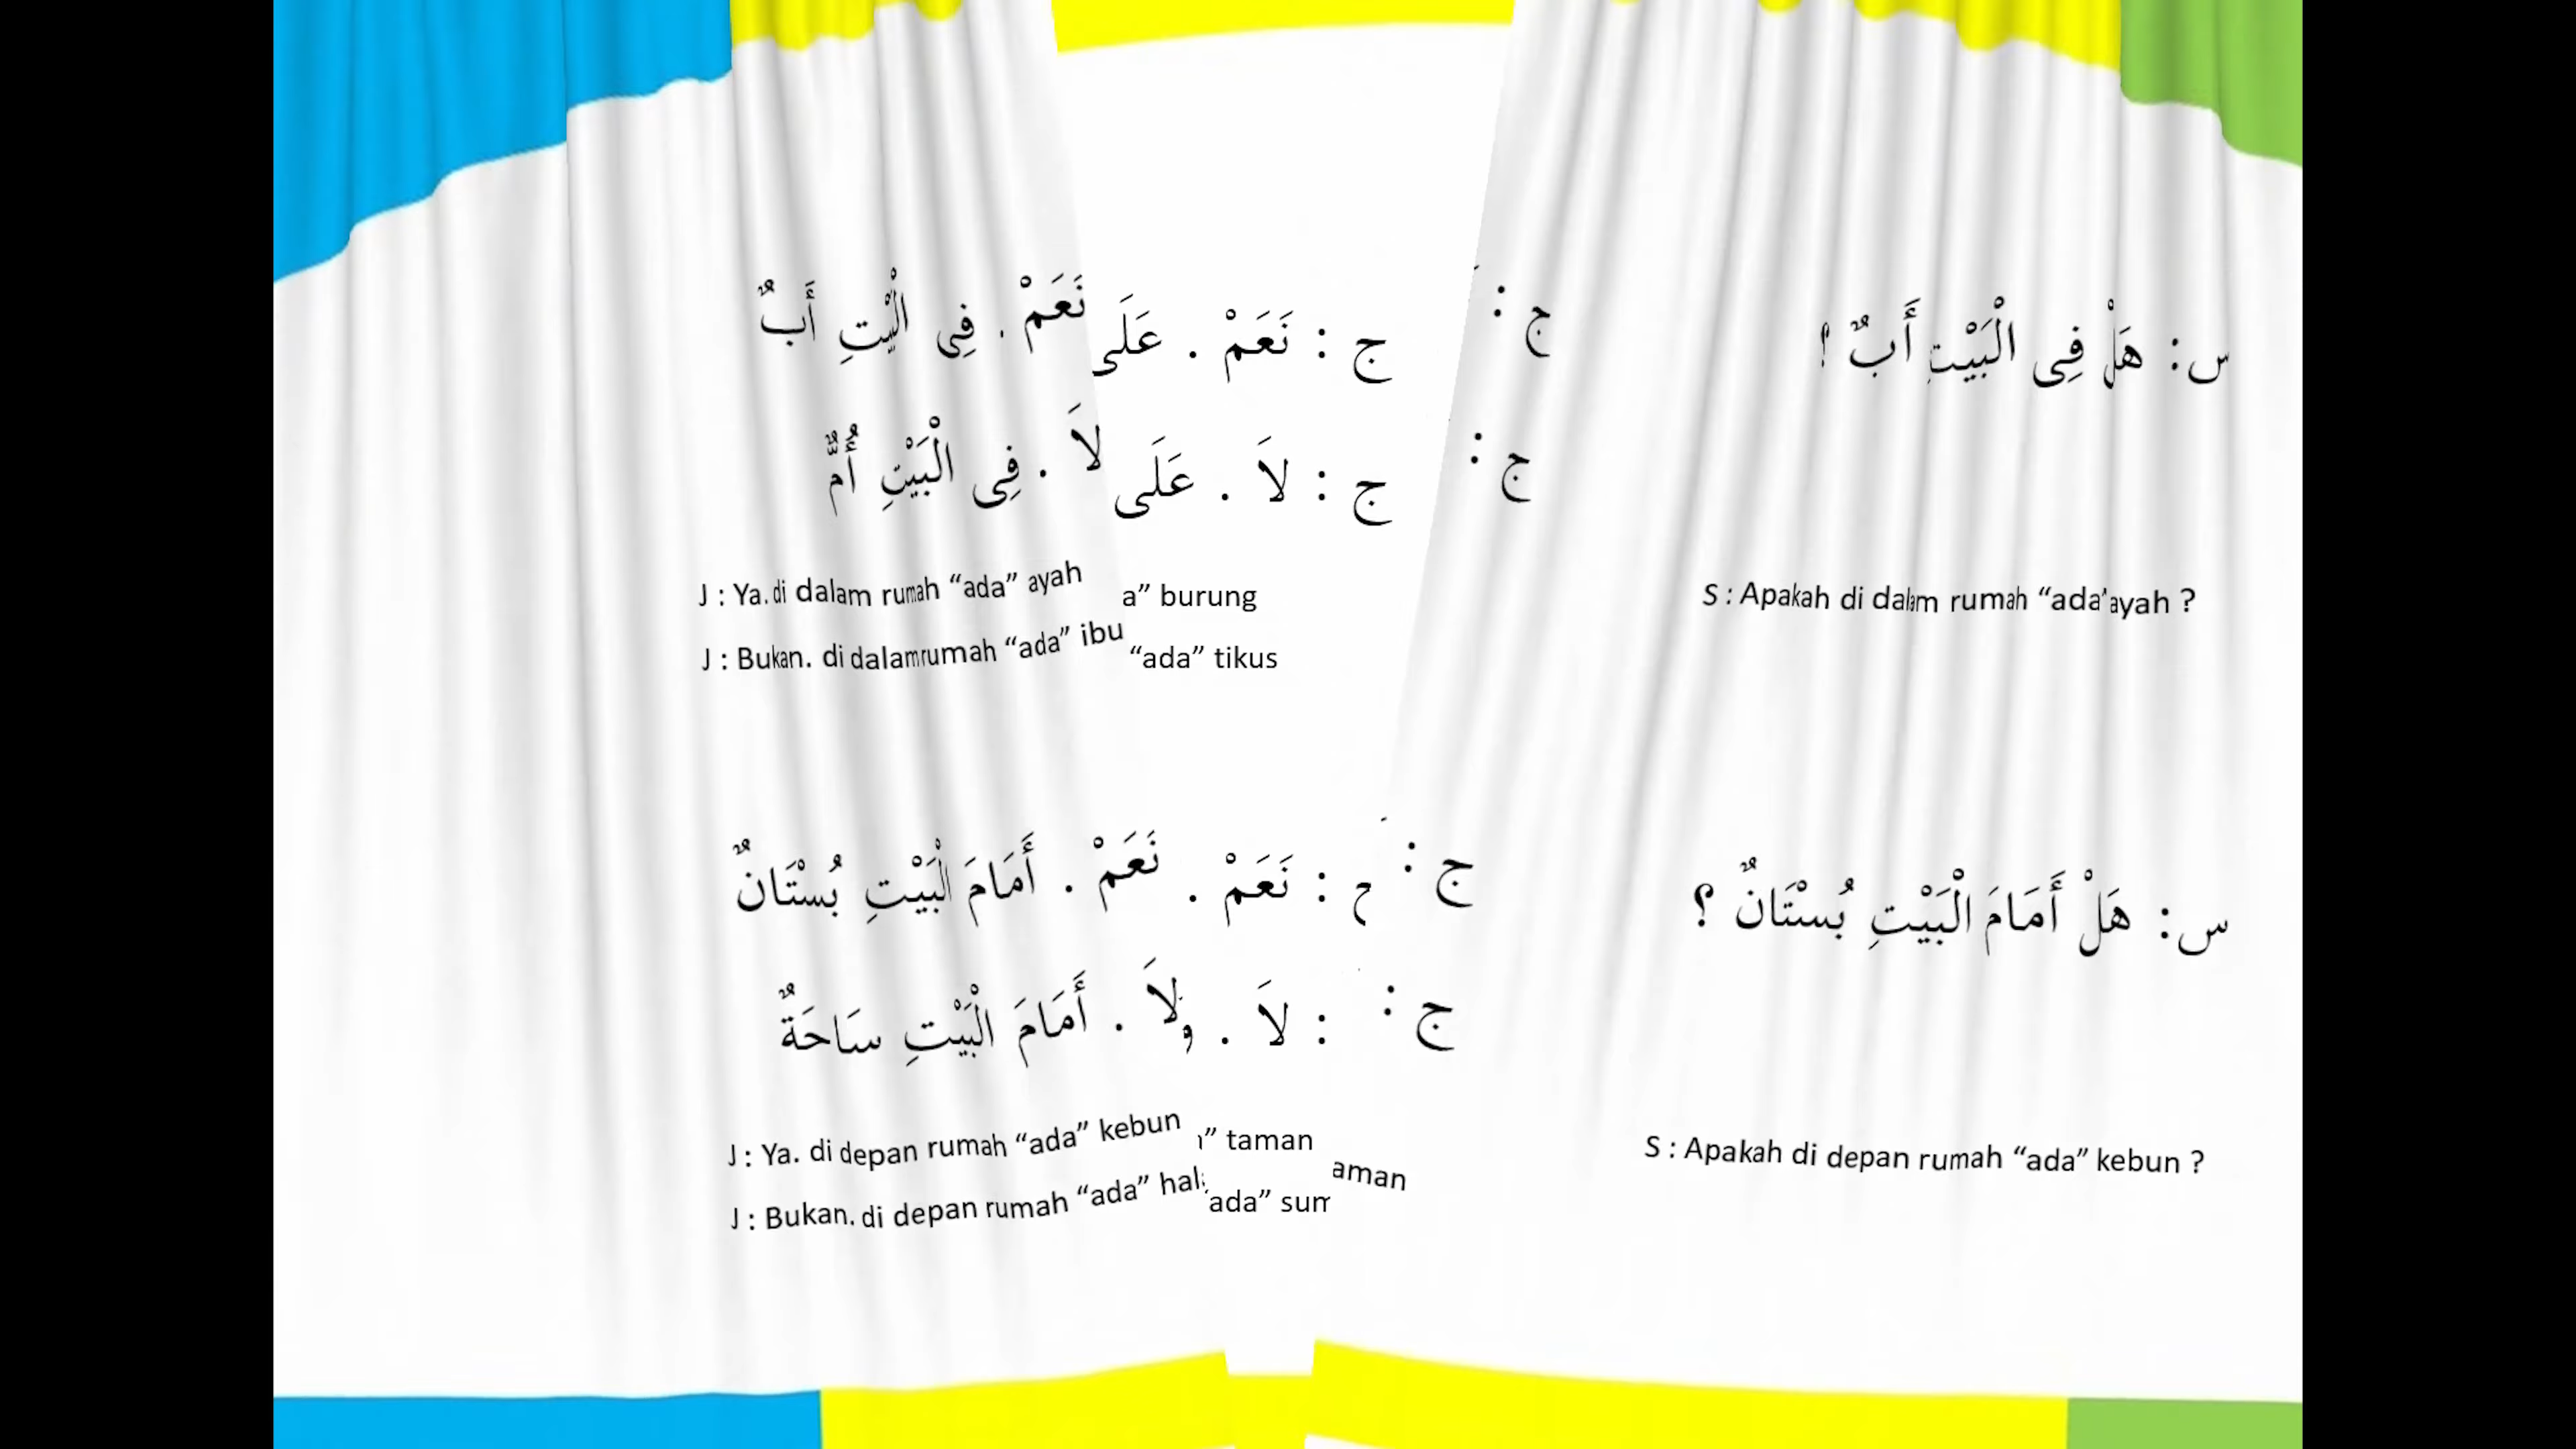 س : هَلْ فِى الْبَيْتِ أَبٌ ؟
ج : نَعَمْ . فِى الْبَيْتِ أَبٌ
ج : نَعَمْ . عَلَى
ج : لاَ . فِى الْبَيْتِ أُمٌّ
ج : لاَ . عَلَى
S : Apakah di dalam rumah “ada” ayah ?
J : Ya. di dalam rumah “ada” ayah
a” burung
J : Bukan. di dalam rumah “ada” ibu
“ada” tikus
س : هَلْ أَمَامَ الْبَيْتِ بُسْتَانٌ ؟
ج : نَعَمْ . أَمَامَ الْبَيْتِ بُسْتَانٌ
: نَعَمْ .
ج : لاَ . أَمَامَ الْبَيْتِ سَاحَةٌ
: لاَ .
S : Apakah di depan rumah “ada” kebun ?
J : Ya. di depan rumah “ada” kebun
” taman
J : Bukan. di depan rumah “ada” halaman
ada”